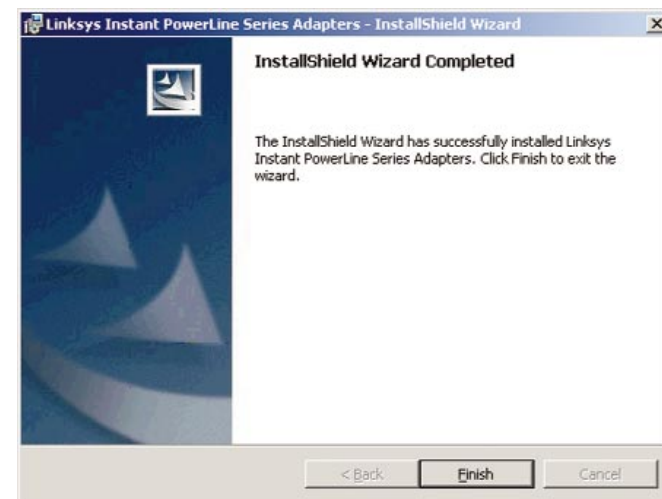 Linksys Instant PowerLine Series Adapters - InstallShield Wizard
InstallShield Wizard Completed
The InstallShield Wizard has successfully installed Linksys
Instant PowerLine Series Adapters. Click Finish to exit the
wizard.
< Back
Finish
Cancel